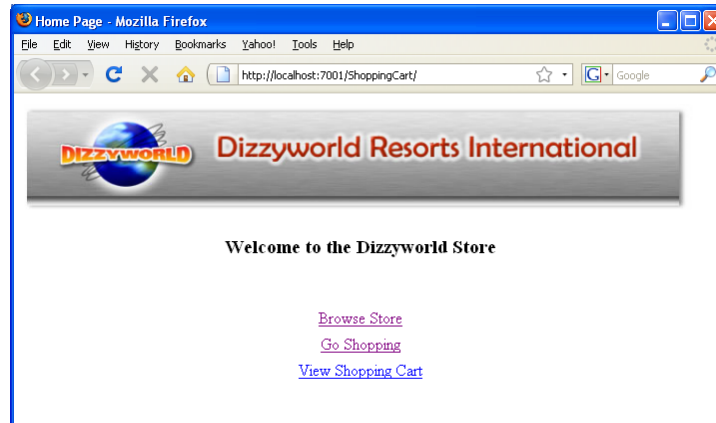 Home Page - Mozilla Firefox
File Edit View History Bookmarks Yahoo! Tools Help
http://localhost:7001/ShoppingCart/ G Google
DIZZYWORLD Dizzyworld Resorts International
Welcome to the Dizzyworld Store
Browse Store
Go Shopping
View Shopping Cart